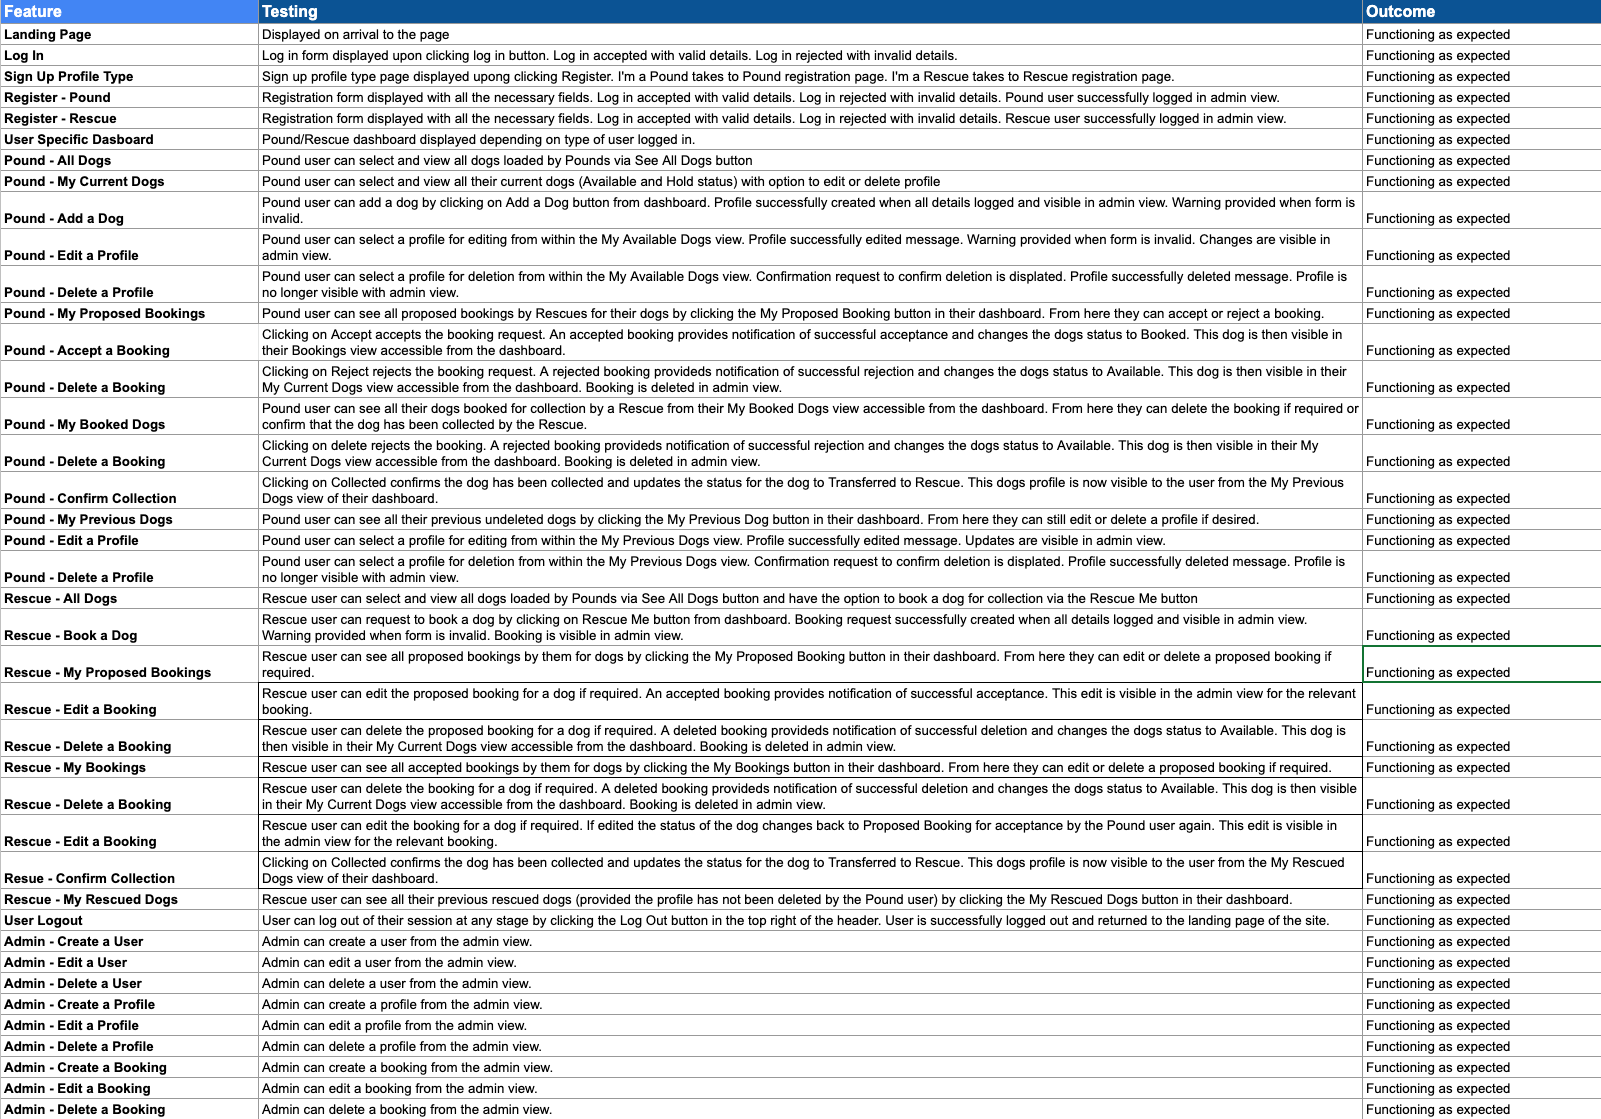 Feature Testing Outcome
Landing Page Displayed on arrival to the page Functioning as expected
Log In Log in form displayed upon clicking log in button. Log in accepted with valid details. Log in rejected with invalid details. Functioning as expected
Sign Up Profile Type Sign up profile type page displayed upong clicking Register. I'm a Pound takes to Pound registration page. I'm a Rescue takes to Rescue registration page. Functioning as expected
Register - Pound Registration form displayed with all the necessary fields. Log in accepted with valid details. Log in rejected with invalid details. Pound user successfully logged in admin view. Functioning as expected
Register - Rescue Registration form displayed with all the necessary fields. Log in accepted with valid details. Log in rejected with invalid details. Rescue user successfully logged in admin view. Functioning as expected
User Specific Dasboard Pound/Rescue dashboard displayed depending on type of user logged in. Functioning as expected
Pound - All Dogs Pound user can select and view all dogs loaded by Pounds via See All Dogs button Functioning as expected
Pound - My Current Dogs Pound user can select and view all their current dogs (Available and Hold status) with option to edit or delete profile Functioning as expected
Pound user can add a dog by clicking on Add a Dog button from dashboard. Profile successfully created when all details logged and visible in admin view. Warning provided when form is
Pound - Add a Dog invalid. Functioning as expected
Pound user can select a profile for editing from within the My Available Dogs view. Profile successfully edited message. Warning provided when form is invalid. Changes are visible in
Pound - Edit a Profile admin view. Functioning as expected
Pound user can select a profile for deletion from within the My Available Dogs view. Confirmation request to confirm deletion is displated. Profile successfully deleted message. Profile is
Pound - Delete a Profile no longer visible with admin view. Functioning as expected
Pound - My Proposed Bookings Pound user can see all proposed bookings by Rescues for their dogs by clicking the My Proposed Booking button in their dashboard. From here they can accept or reject a booking. Functioning as expected
Clicking on Accept accepts the booking request. An accepted booking provides notification of successful acceptance and changes the dogs status to Booked. This dog is then visible in
Pound - Accept a Booking their Bookings view accessible from the dashboard. Functioning as expected
Clicking on Reject rejects the booking request. A rejected booking provideds notification of successful rejection and changes the dogs status to Available. This dog is then visible in their
Pound - Delete a Booking My Current Dogs view accessible from the dashboard. Booking is deleted in admin view. Functioning as expected
Pound user can see all their dogs booked for collection by a Rescue from their My Booked Dogs view accessible from the dashboard. From here they can delete the booking if required or
Pound - My Booked Dogs confirm that the dog has been collected by the Rescue. Functioning as expected
Clicking on delete rejects the booking. A rejected booking provideds notification of successful rejection and changes the dogs status to Available. This dog is then visible in their My
Pound - Delete a Booking Current Dogs view accessible from the dashboard. Booking is deleted in admin view. Functioning as expected
Clicking on Collected confirms the dog has been collected and updates the status for the dog to Transferred to Rescue. This dogs profile is now visible to the user from the My Previous
Pound - Confirm Collection Dogs view of their dashboard. Functioning as expected
Pound - My Previous Dogs Pound user can see all their previous undeleted dogs by clicking the My Previous Dog button in their dashboard. From here they can still edit or delete a profile if desired. Functioning as expected
Pound - Edit a Profile Pound user can select a profile for editing from within the My Previous Dogs view. Profile successfully edited message. Updates are visible in admin view. Functioning as expected
Pound user can select a profile for deletion from within the My Previous Dogs view. Confirmation request to confirm deletion is displated. Profile successfully deleted message. Profile is
Pound - Delete a Profile no longer visible with admin view. Functioning as expected
Rescue - All Dogs Rescue user can select and view all dogs loaded by Pounds via See All Dogs button and have the option to book a dog for collection via the Rescue Me button Functioning as expected
Rescue user can request to book a dog by clicking on Rescue Me button from dashboard. Booking request successfully created when all details logged and visible in admin view.
Rescue - Book a Dog Warning provided when form is invalid. Booking is visible in admin view. Functioning as expected
Rescue user can see all proposed bookings by them for dogs by clicking the My Proposed Booking button in their dashboard. From here they can edit or delete a proposed booking if
Rescue - My Proposed Bookings required. Functioning as expected
Rescue user can edit the proposed booking for a dog if required. An accepted booking provides notification of successful acceptance. This edit is visible in the admin view for the relevant
Rescue - Edit a Booking booking. Functioning as expected
Rescue user can delete the proposed booking for a dog if required. A deleted booking provideds notification of successful deletion and changes the dogs status to Available. This dog is
Rescue - Delete a Booking then visible in their My Current Dogs view accessible from the dashboard. Booking is deleted in admin view. Functioning as expected
Rescue - My Bookings Rescue user can see all accepted bookings by them for dogs by clicking the My Bookings button in their dashboard. From here they can edit or delete a proposed booking if required. Functioning as expected
Rescue user can delete the booking for a dog if required. A deleted booking provideds notification of successful deletion and changes the dogs status to Available. This dog is then visible
Rescue - Delete a Booking in their My Current Dogs view accessible from the dashboard. Booking is deleted in admin view. Functioning as expected
Rescue user can edit the booking for a dog if required. If edited the status of the dog changes back to Proposed Booking for acceptance by the Pound user again. This edit is visible in
Rescue - Edit a Booking the admin view for the relevant booking. Functioning as expected
Clicking on Collected confirms the dog has been collected and updates the status for the dog to Transferred to Rescue. This dogs profile is now visible to the user from the My Rescued
Resue - Confirm Collection Dogs view of their dashboard. Functioning as expected
Rescue - My Rescued Dogs Rescue user can see all their previous rescued dogs (provided the profile has not been deleted by the Pound user) by clicking the My Rescued Dogs button in their dashboard. Functioning as expected
User Logout User can log out of their session at any stage by clicking the Log Out button in the top right of the header. User is successfully logged out and returned to the landing page of the site. Functioning as expected
Admin - Create a User Admin can create a user from the admin view. Functioning as expected
Admin - Edit a User Admin can edit a user from the admin view. Functioning as expected
Admin - Delete a User Admin can delete a user from the admin view. Functioning as expected
Admin - Create a Profile Admin can create a profile from the admin view. Functioning as expected
Admin - Edit a Profile Admin can edit a profile from the admin view. Functioning as expected
Admin - Delete a Profile Admin can delete a profile from the admin view. Functioning as expected
Admin - Create a Booking Admin can create a booking from the admin view. Functioning as expected
Admin - Edit a Booking Admin can edit a booking from the admin view. Functioning as expected
Admin - Delete a Booking Admin can delete a booking from the admin view. Functioning as expected